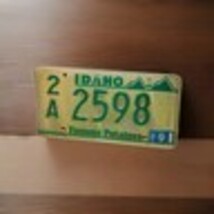 IDAHO
2
A 2598
Famous Potatoes